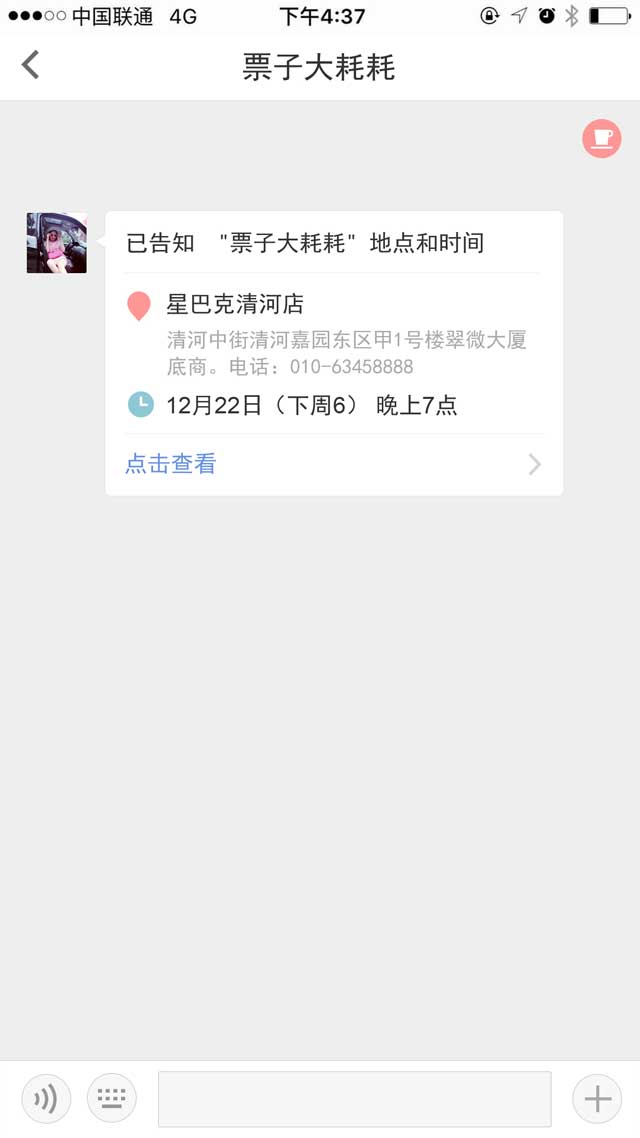 中国联通 4G 下午4:37
票子大耗耗
已告知 "票子大耗耗" 地点和时间
星巴克清河店
清河中街清河嘉园东区甲1号楼翠微大厦
底商。电话：010-63458888
12月22日（下周6） 晚上7点
点击查看